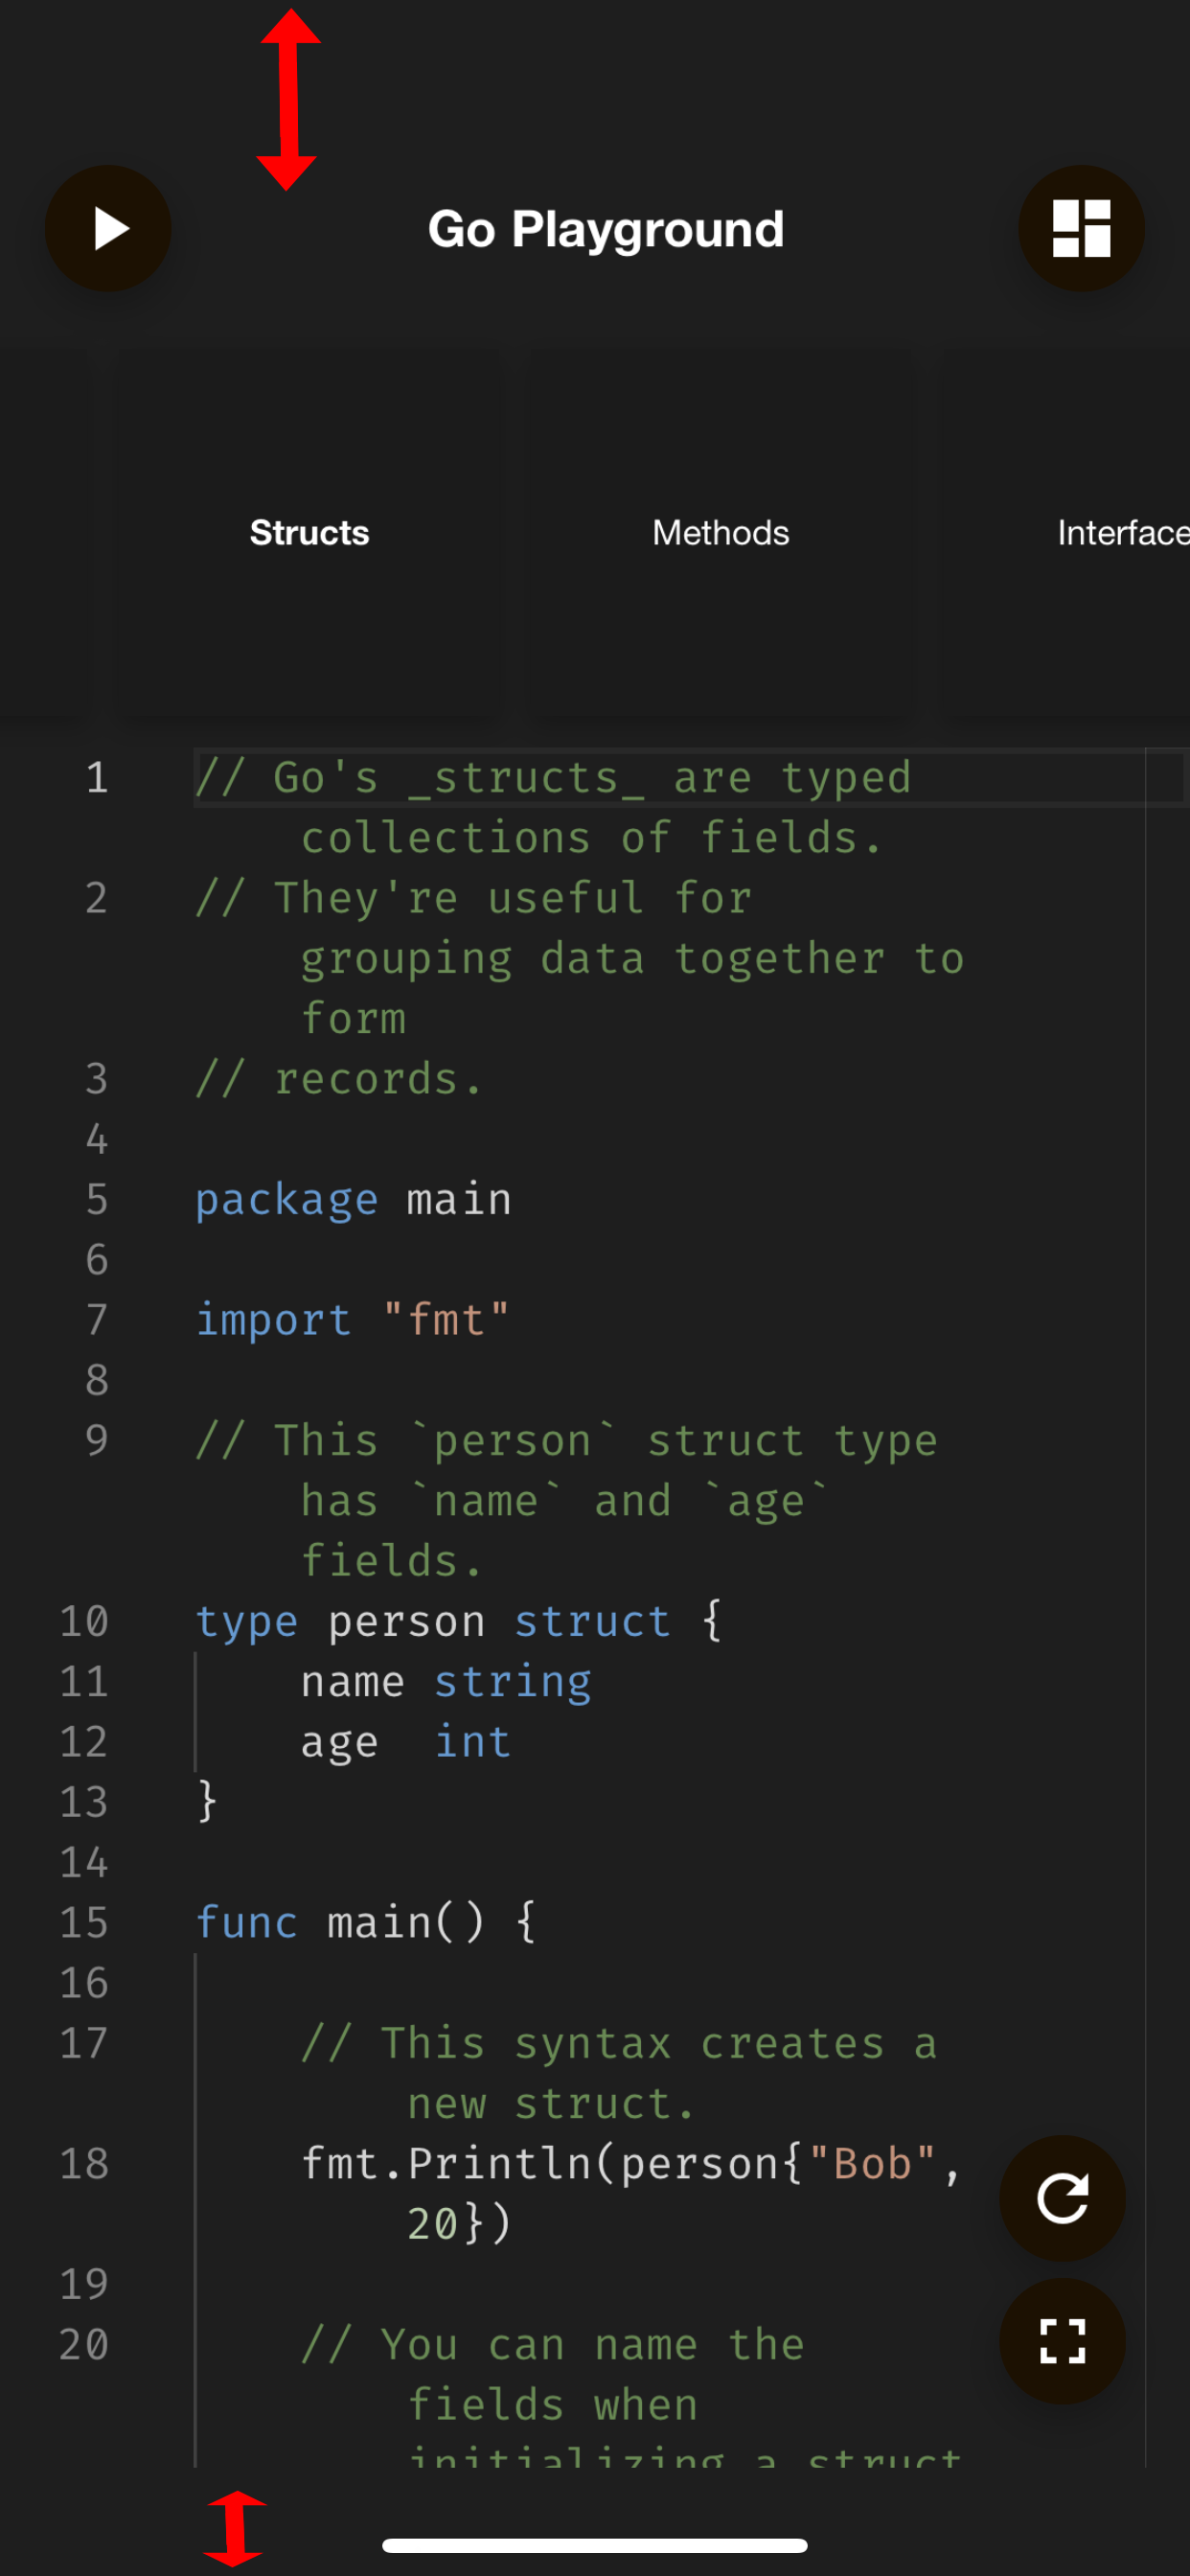 Go Playground
Structs Methods Interface
1 // Go's _structs_ are typed
collections of fields.
2 // They're useful for
grouping data together to
form
3 // records.
4
5 package main
6
7 import "fmt"
8
9 // This `person` struct type
has `name` and `age`
fields.
10 type person struct {
11 name string
12 age  int
13 }
14
15 func main() {
16
17 // This syntax creates a
new struct.
18 fmt.Println(person{"Bob",
20})
19
20 // You can name the
fields when
initializing a struct